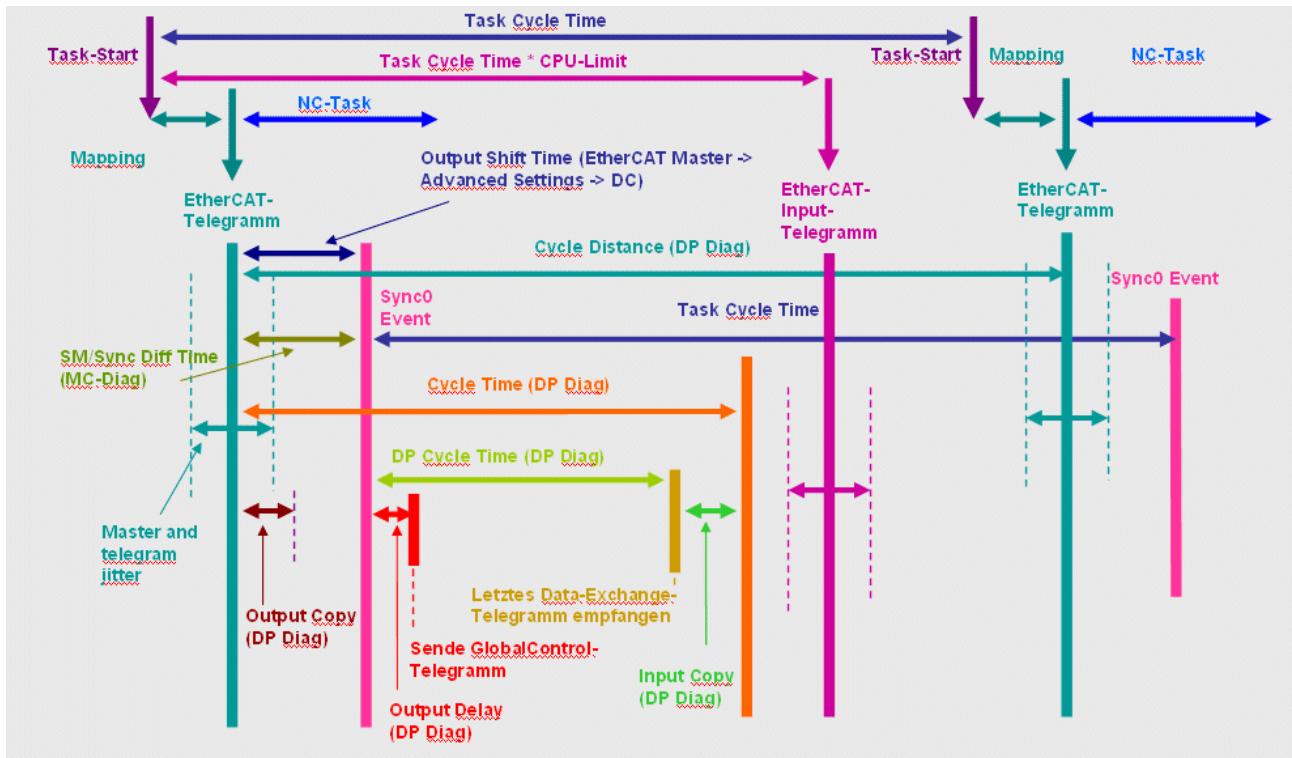 Task Cycle Time
Task-Start
Task-Start
Mapping
NC-Task
Task Cycle Time * CPU-Limit
NC-Task
Mapping
Output Shift Time (EtherCAT Master ->
Advanced Settings -> DC)
EtherCAT-
Telegramm
EtherCAT-
Input-
Telegramm
EtherCAT-
Telegramm
Cycle Distance (DP Diag)
Sync0 Event
Sync0
Event
Task Cycle Time
SM/Sync Diff Time
(MC-Diag)
Cycle Time (DP Diag)
DP Cycle Time (DP Diag)
Master and
telegram
jitter
Letztes Data-Exchange-
Telegramm empfangen
Output Copy
(DP Diag)
Sende GlobalControl-
Telegramm
Input Copy
(DP Diag)
Output Delay
(DP Diag)